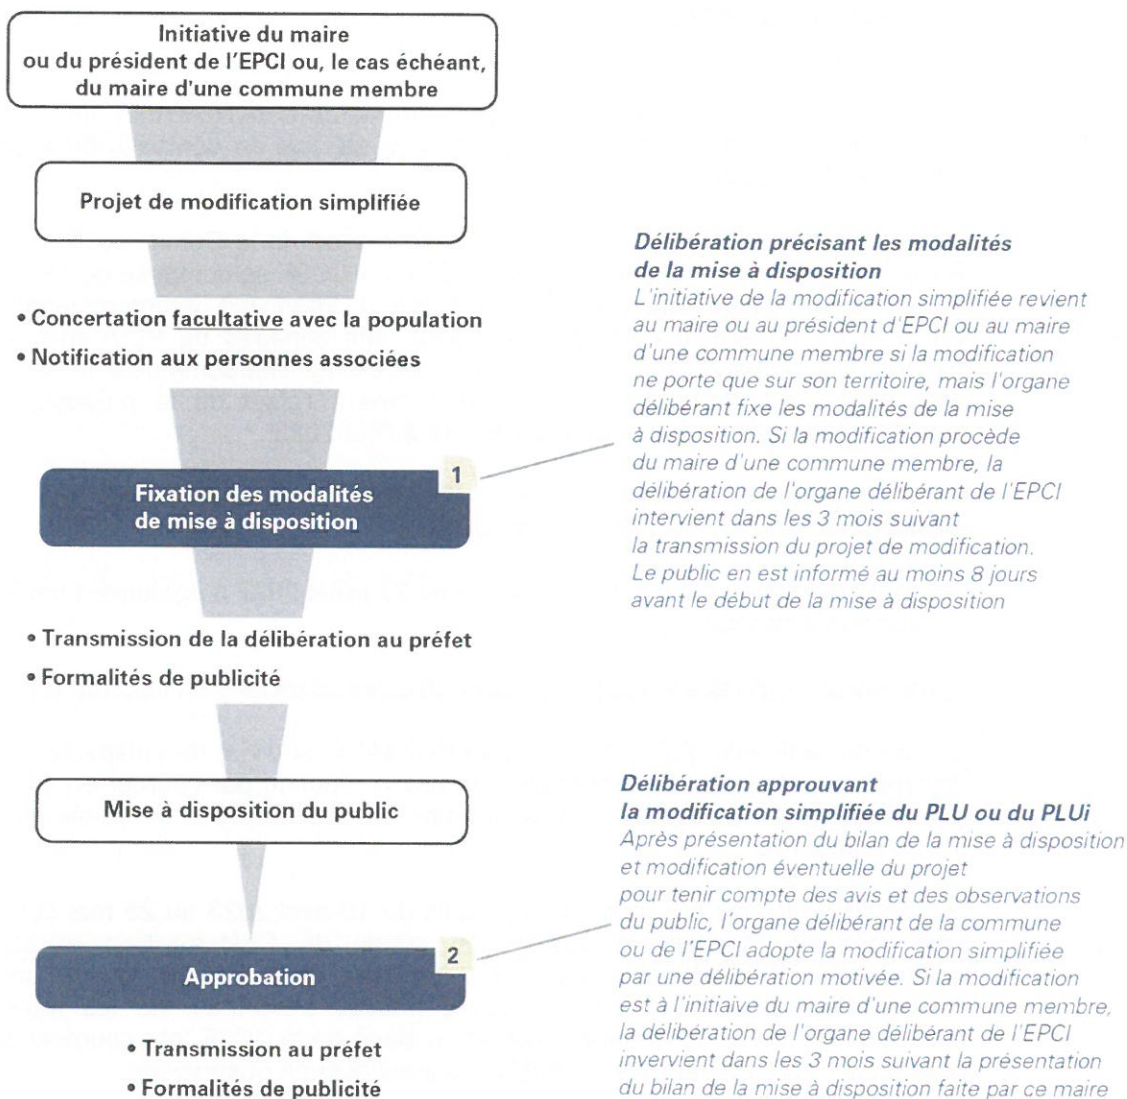 Initiative du maire
ou du président de l'EPCI ou, le cas échéant,
du maire d'une commune membre
Projet de modification simplifiée
• Concertation facultative avec la population
• Notification aux personnes associées
1
Fixation des modalités
de mise à disposition
Délibération précisant les modalités
de la mise à disposition
L'initiative de la modification simplifiée revient
au maire ou au président d'EPCI ou au maire
d'une commune membre si la modification
ne porte que sur son territoire, mais l'organe
délibérant fixe les modalités de la mise
à disposition. Si la modification procède
du maire d'une commune membre, la
délibération de l'organe délibérant de l'EPCI
intervient dans les 3 mois suivant
la transmission du projet de modification.
Le public en est informé au moins 8 jours
avant le début de la mise à disposition
• Transmission de la délibération au préfet
• Formalités de publicité
Mise à disposition du public
2
Approbation
Délibération approuvant
la modification simplifiée du PLU ou du PLUi
Après présentation du bilan de la mise à disposition
et modification éventuelle du projet
pour tenir compte des avis et des observations
du public, l'organe délibérant de la commune
ou de l'EPCI adopte la modification simplifiée
par une délibération motivée. Si la modification
est à l'initiaive du maire d'une commune membre,
la délibération de l'organe délibérant de l'EPCI
invervient dans les 3 mois suivant la présentation
du bilan de la mise à disposition faite par ce maire
• Transmission au préfet
• Formalités de publicité